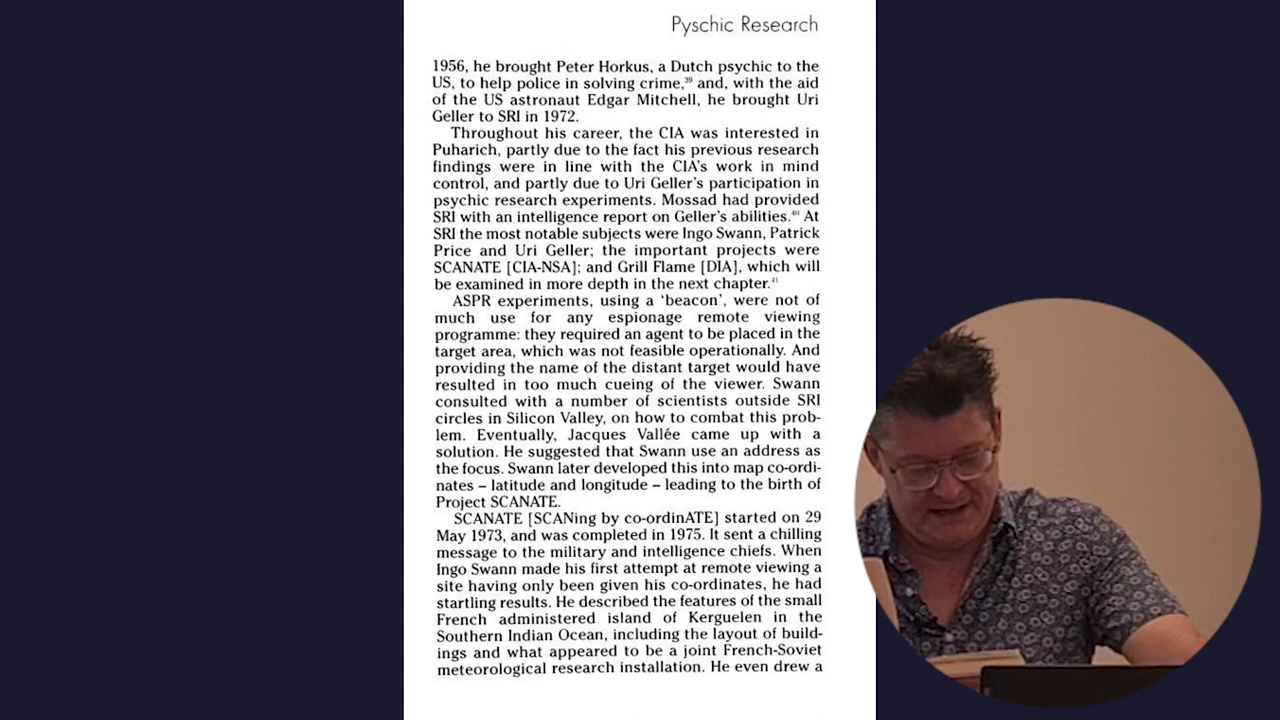 Pyschic Research
1956, he brought Peter Horkus, a Dutch psychic to the
US, to help police in solving crime,³⁹ and, with the aid
of the US astronaut Edgar Mitchell, he brought Uri
Geller to SRI in 1972.
Throughout his career, the CIA was interested in
Puharich, partly due to the fact his previous research
findings were in line with the CIA's work in mind
control, and partly due to Uri Geller's participation in
psychic research experiments. Mossad had provided
SRI with an intelligence report on Geller's abilities.⁴⁰ At
SRI the most notable subjects were Ingo Swann, Patrick
Price and Uri Geller; the important projects were
SCANATE [CIA-NSA]; and Grill Flame [DIA], which will
be examined in more depth in the next chapter.⁴¹
ASPR experiments, using a 'beacon', were not of
much use for any espionage remote viewing
programme: they required an agent to be placed in the
target area, which was not feasible operationally. And
providing the name of the distant target would have
resulted in too much cueing of the viewer. Swann
consulted with a number of scientists outside SRI
circles in Silicon Valley, on how to combat this prob-
lem. Eventually, Jacques Vallée came up with a
solution. He suggested that Swann use an address as
the focus. Swann later developed this into map co-ordi-
nates – latitude and longitude – leading to the birth of
Project SCANATE.
SCANATE [SCANing by co-ordinATE] started on 29
May 1973, and was completed in 1975. It sent a chilling
message to the military and intelligence chiefs. When
Ingo Swann made his first attempt at remote viewing a
site having only been given his co-ordinates, he had
startling results. He described the features of the small
French administered island of Kerguelen in the
Southern Indian Ocean, including the layout of build-
ings and what appeared to be a joint French-Soviet
meteorological research installation. He even drew a